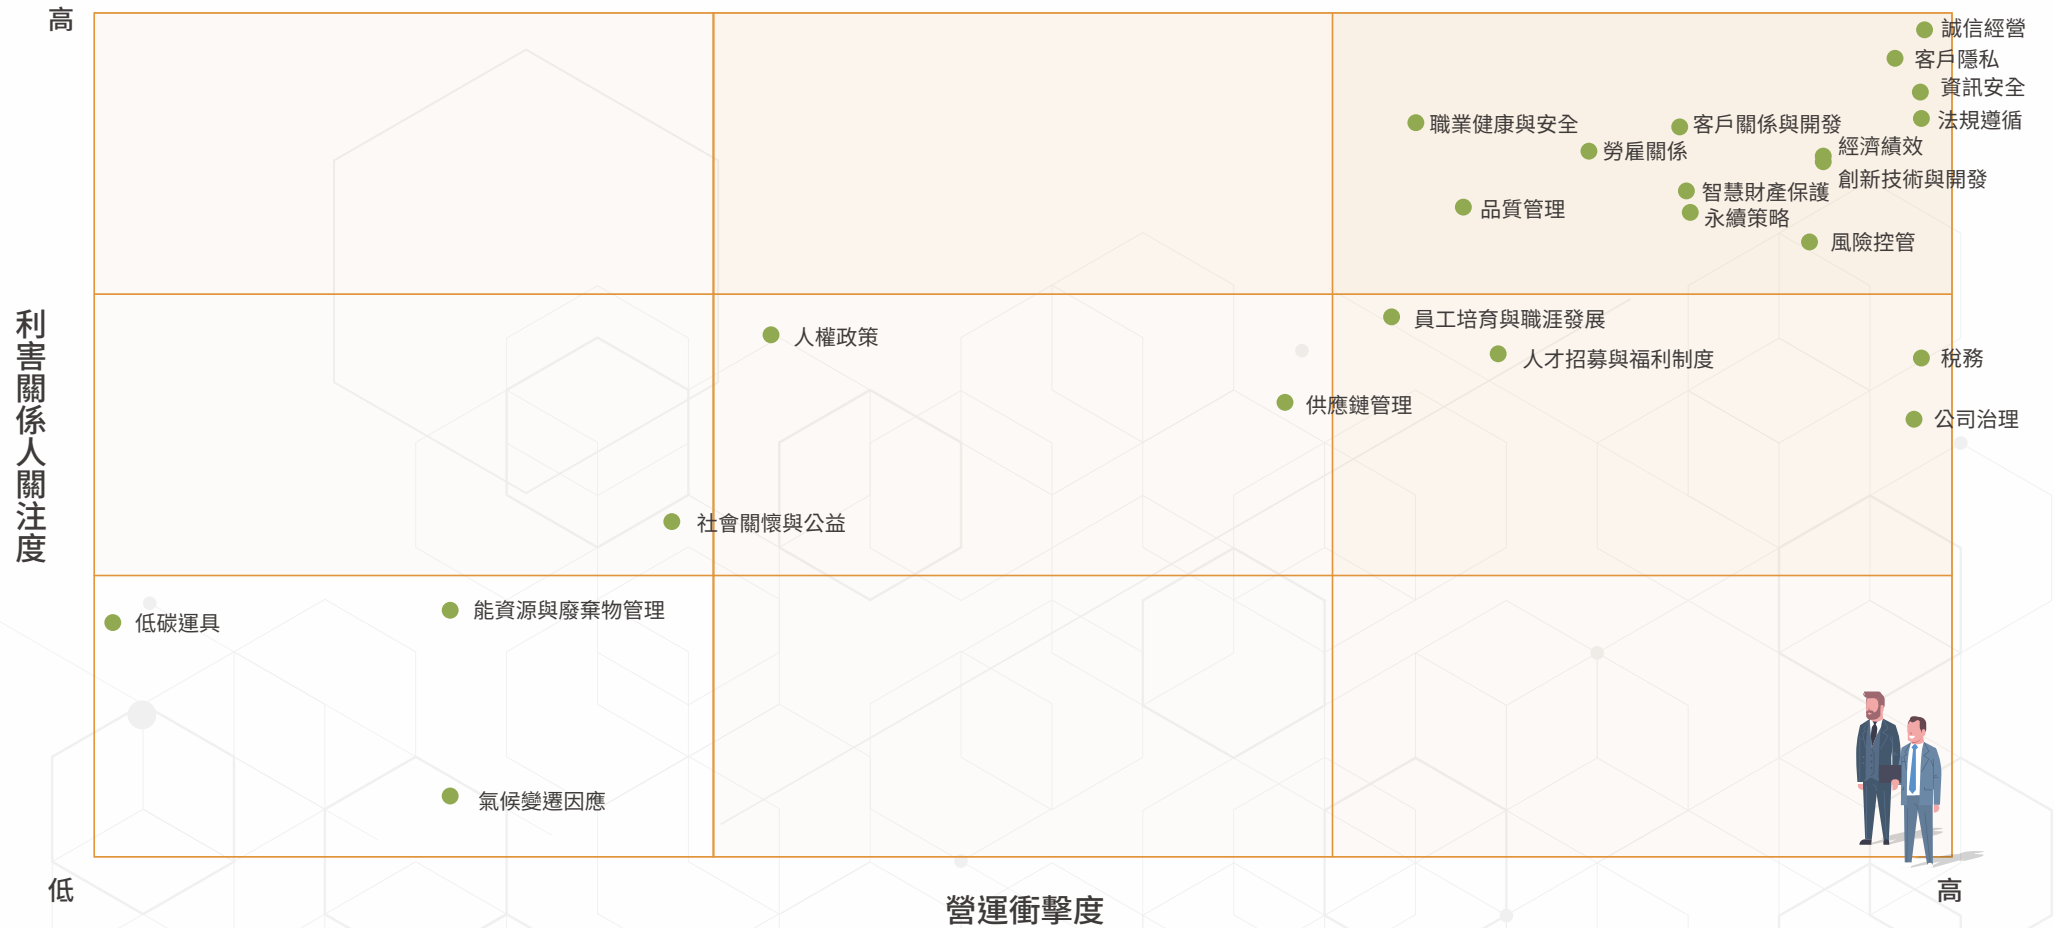 高
誠信經營
客戶隱私
資訊安全
法規遵循
職業健康與安全
客戶關係與開發
經濟績效
勞雇關係
創新技術與開發
智慧財產保護
品質管理
永續策略
風險控管
利害關係人關注度
員工培育與職涯發展
人權政策
人才招募與福利制度
稅務
供應鏈管理
公司治理
社會關懷與公益
能資源與廢棄物管理
低碳運具
氣候變遷因應
低
營運衝擊度
高